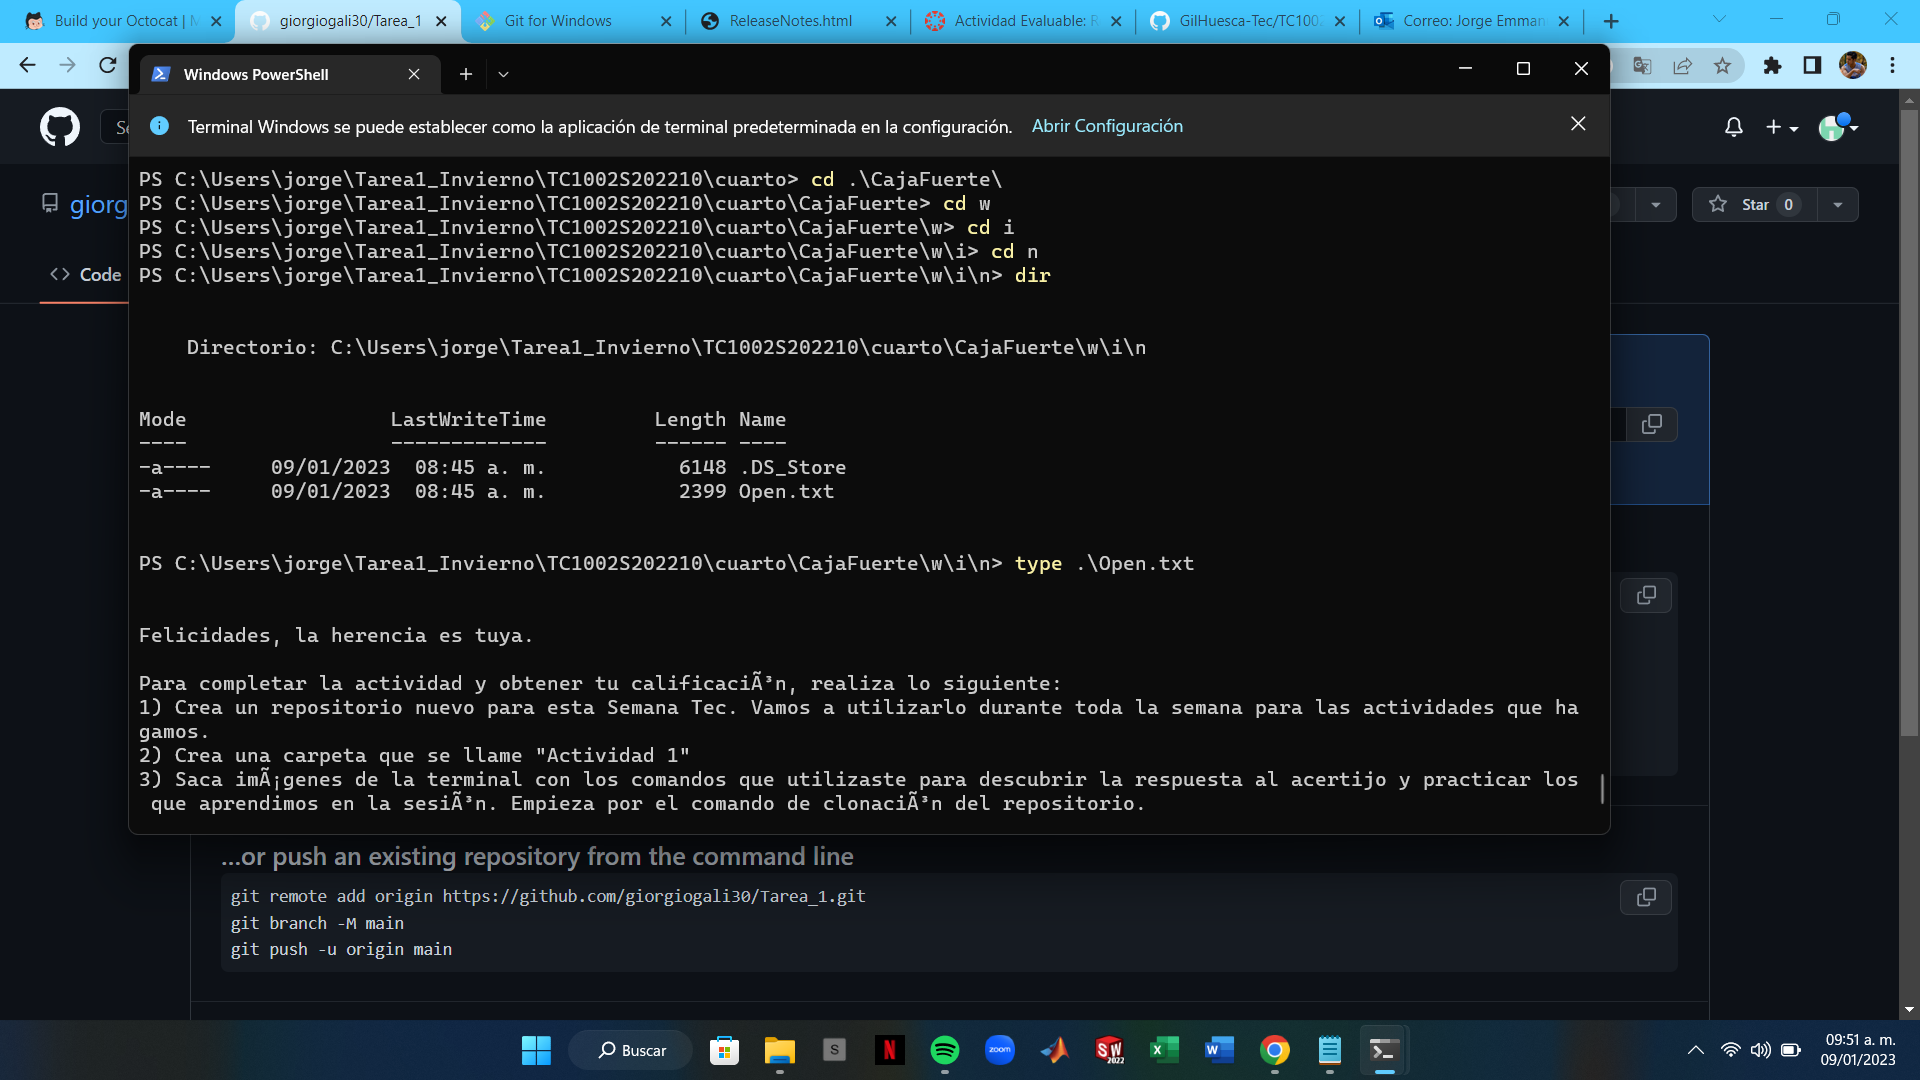 Build your Octocat | M
giorgiogali30/Tarea_1
Git for Windows
ReleaseNotes.html
Actividad Evaluable: R
GilHuesca-Tec/TC1002
Correo: Jorge Emman
Windows PowerShell
Terminal Windows se puede establecer como la aplicación de terminal predeterminada en la configuración. Abrir Configuración
Se
giorg
Star 0
Code
PS C:\Users\jorge\Tarea1_Invierno\TC1002S202210\cuarto> cd .\CajaFuerte\
PS C:\Users\jorge\Tarea1_Invierno\TC1002S202210\cuarto\CajaFuerte> cd w
PS C:\Users\jorge\Tarea1_Invierno\TC1002S202210\cuarto\CajaFuerte\w> cd i
PS C:\Users\jorge\Tarea1_Invierno\TC1002S202210\cuarto\CajaFuerte\w\i> cd n
PS C:\Users\jorge\Tarea1_Invierno\TC1002S202210\cuarto\CajaFuerte\w\i\n> dir
Directorio: C:\Users\jorge\Tarea1_Invierno\TC1002S202210\cuarto\CajaFuerte\w\i\n
Mode LastWriteTime Length Name
---- ------------- ------ ----
-a---- 09/01/2023 08:45 a. m. 6148 .DS_Store
-a---- 09/01/2023 08:45 a. m. 2399 Open.txt
PS C:\Users\jorge\Tarea1_Invierno\TC1002S202210\cuarto\CajaFuerte\w\i\n> type .\Open.txt
Felicidades, la herencia es tuya.
Para completar la actividad y obtener tu calificaciÃ³n, realiza lo siguiente:
1) Crea un repositorio nuevo para esta Semana Tec. Vamos a utilizarlo durante toda la semana para las actividades que ha
gamos.
2) Crea una carpeta que se llame "Actividad 1"
3) Saca imÃ¡genes de la terminal con los comandos que utilizaste para descubrir la respuesta al acertijo y practicar los
que aprendimos en la sesiÃ³n. Empieza por el comando de clonaciÃ³n del repositorio.
...or push an existing repository from the command line
git remote add origin https://github.com/giorgiogali30/Tarea_1.git
git branch -M main
git push -u origin main
Buscar
S
N
zoom
SW
2022
X
W
09:51 a. m.
09/01/2023